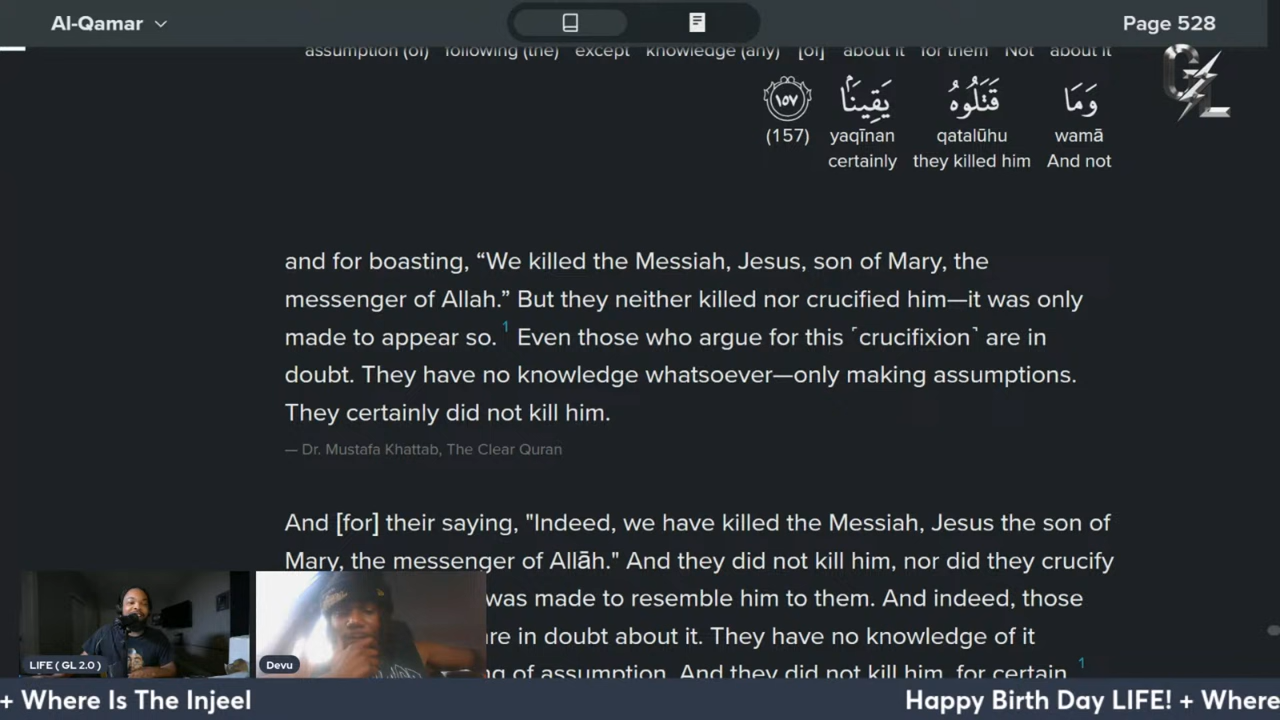 Al-Qamar
Page 528
assumption (of) following (the) except knowledge (any) [of] about it for them Not about it
GL
وَمَا قَتَلُوهُ يَقِينًۢا ١٥٧
(157) yaqīnan qatalūhu wamā
certainly they killed him And not
and for boasting, “We killed the Messiah, Jesus, son of Mary, the
messenger of Allah.” But they neither killed nor crucified him—it was only
made to appear so. 1 Even those who argue for this ˹crucifixion˺ are in
doubt. They have no knowledge whatsoever—only making assumptions.
They certainly did not kill him.
— Dr. Mustafa Khattab, The Clear Quran
And [for] their saying, "Indeed, we have killed the Messiah, Jesus the son of
Mary, the messenger of Allāh." And they did not kill him, nor did they crucify
was made to resemble him to them. And indeed, those
in doubt about it. They have no knowledge of it
of assumption. And they did not kill him, for certain. 1
LIFE ( GL 2.0 )
Devu
+ Where Is The Injeel
Happy Birth Day LIFE! + Where